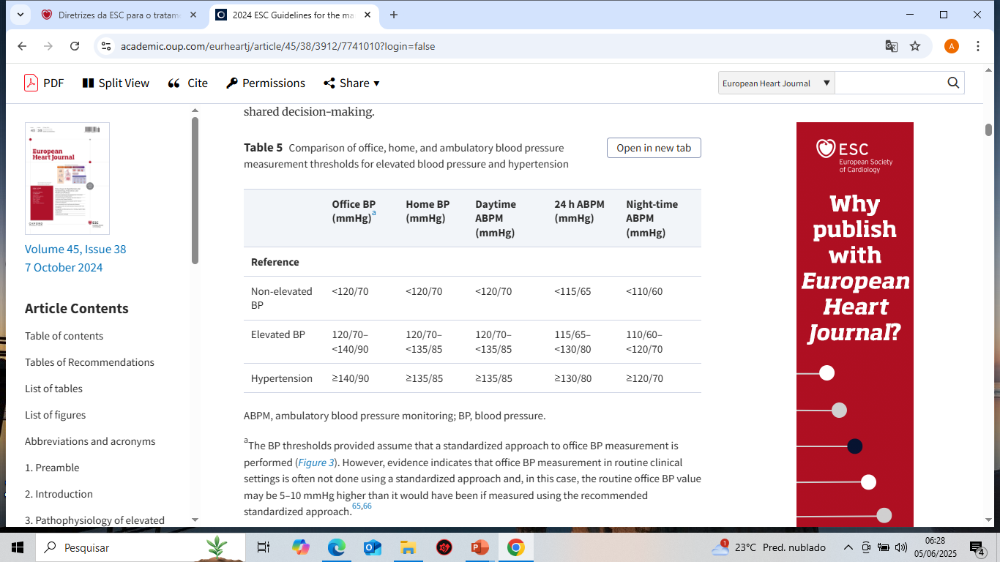 Diretrizes da ESC para o tratam
2024 ESC Guidelines for the ma
academic.oup.com/eurheartj/article/45/38/3912/7741010?login=false
A
PDF
Split View
Cite
Permissions
Share
European Heart Journal
European
Heart Journal
Volume 45, Issue 38
7 October 2024
Article Contents
Table of contents
Tables of Recommendations
List of tables
List of figures
Abbreviations and acronyms
1. Preamble
2. Introduction
3. Pathophysiology of elevated
shared decision-making.
Table 5 Comparison of office, home, and ambulatory blood pressure
measurement thresholds for elevated blood pressure and hypertension
Open in new tab
Office BP (mmHg)a Home BP (mmHg) Daytime ABPM (mmHg) 24 h ABPM (mmHg) Night-time ABPM (mmHg)
Reference
Non-elevated BP <120/70 <120/70 <120/70 <115/65 <110/60
Elevated BP 120/70–<140/90 120/70–<135/85 120/70–<135/85 115/65–<130/80 110/60–<120/70
Hypertension ≥140/90 ≥135/85 ≥135/85 ≥130/80 ≥120/70
ABPM, ambulatory blood pressure monitoring; BP, blood pressure.
aThe BP thresholds provided assume that a standardized approach to office BP measurement is
performed (Figure 3). However, evidence indicates that office BP measurement in routine clinical
settings is often not done using a standardized approach and, in this case, the routine office BP value
may be 5–10 mmHg higher than it would have been if measured using the recommended
standardized approach.65,66
ESC
European Society
of Cardiology
Why
publish
with
European
Heart
Journal?
Pesquisar
1
23°C Pred. nublado
06:28
05/06/2025
4